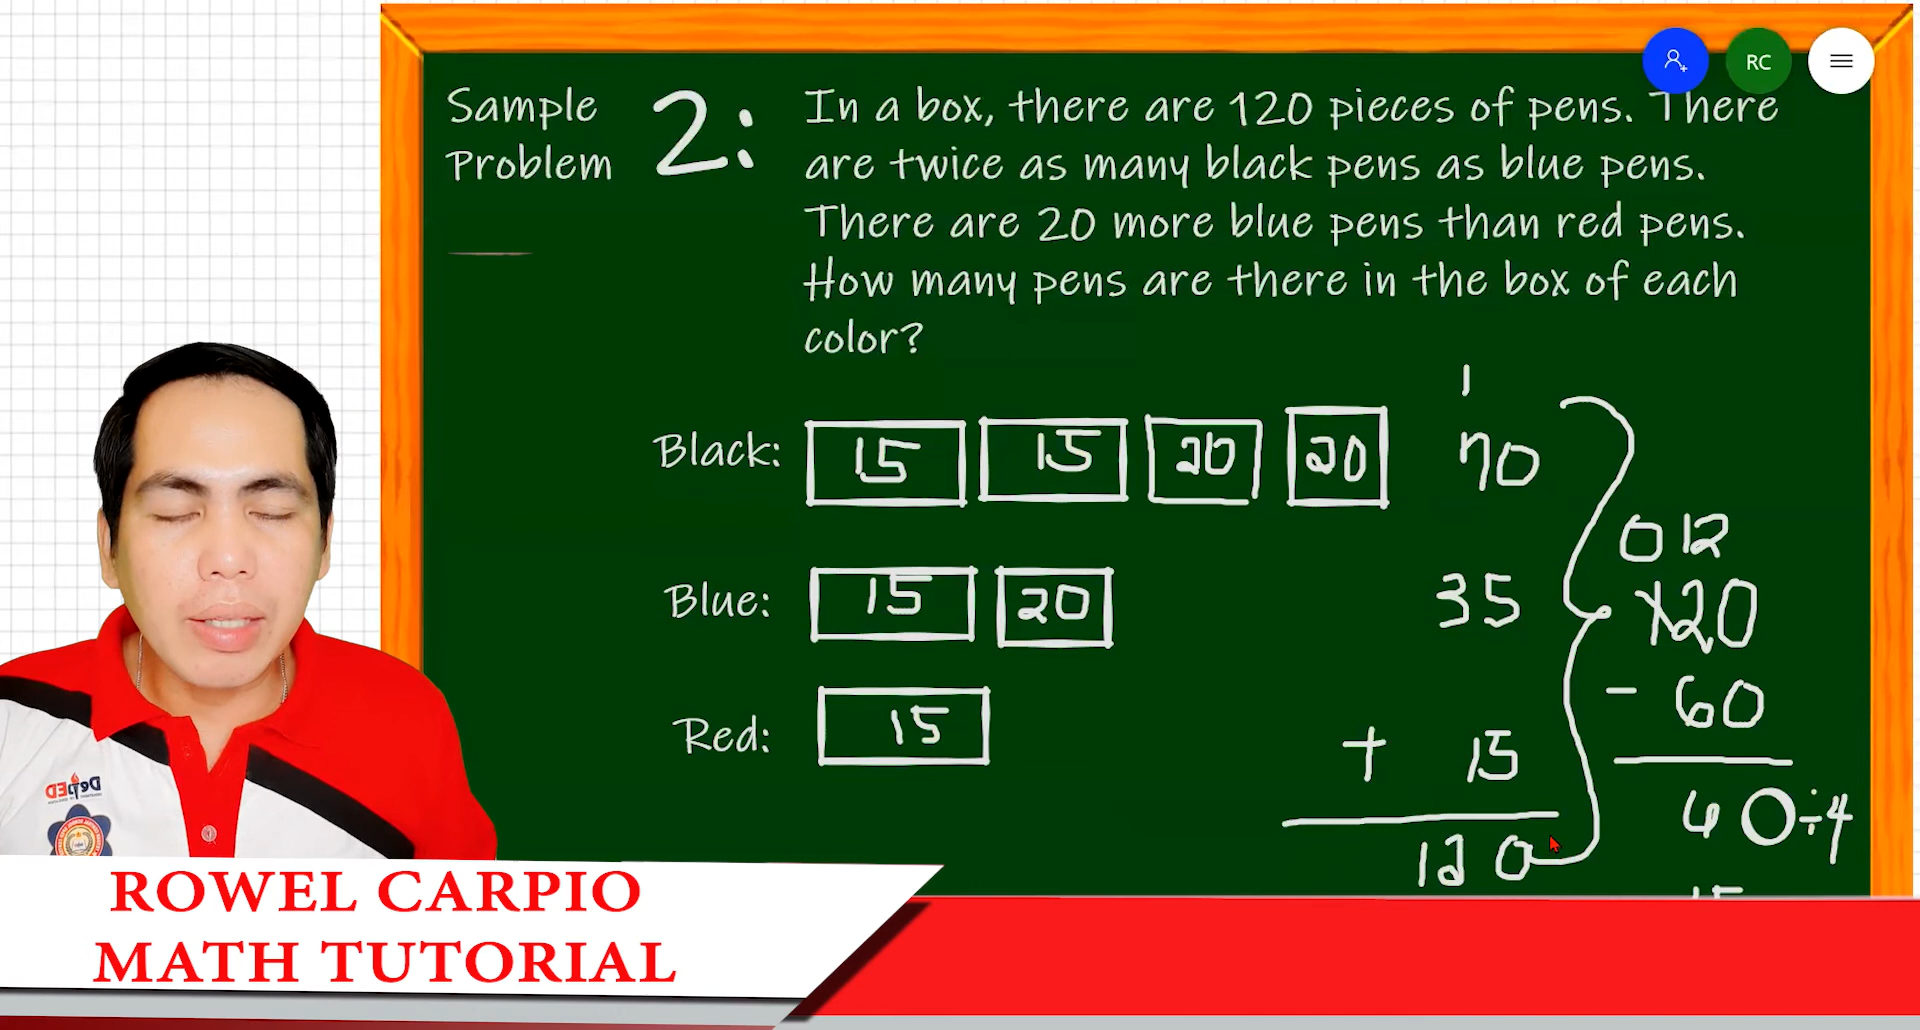 Sample
Problem
2:
In a box, there are 120 pieces of pens. There
are twice as many black pens as blue pens.
There are 20 more blue pens than red pens.
How many pens are there in the box of each
color?
RC
1
Black: 15 15 20 20 70
Blue: 15 20 35
Red: 15 + 15
120
0 12
120
- 60
60 ÷ 4
15
DepED
ROWEL CARPIO
MATH TUTORIAL